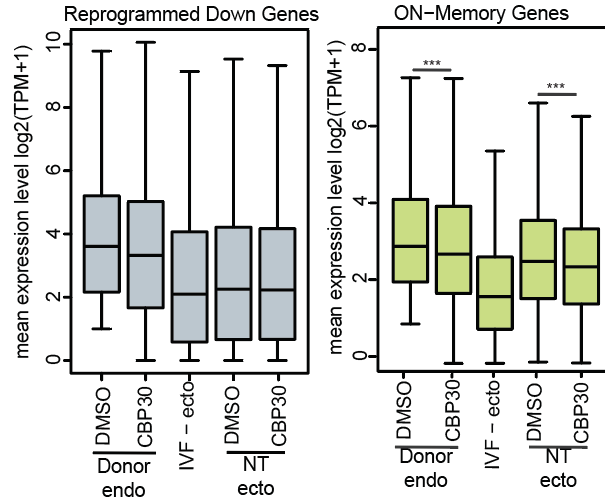 Reprogrammed Down Genes
mean expression level log2(TPM+1)
10
8
6
4
2
0
DMSO
CBP30
IVF − ecto
DMSO
CBP30
Donor
endo
NT
ecto
ON−Memory Genes
mean expression level log2(TPM+1)
8
6
4
2
0
***
***
DMSO
CBP30
IVF − ecto
DMSO
CBP30
Donor
endo
NT
ecto